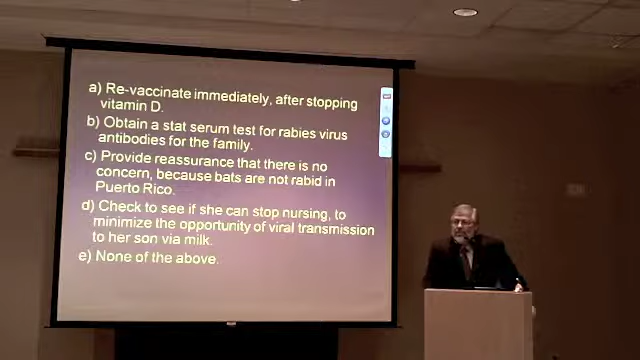 a) Re-vaccinate immediately, after stopping
vitamin D.
b) Obtain a stat serum test for rabies virus
antibodies for the family.
c) Provide reassurance that there is no
concern, because bats are not rabid in
Puerto Rico.
d) Check to see if she can stop nursing, to
minimize the opportunity of viral transmission
to her son via milk.
e) None of the above.